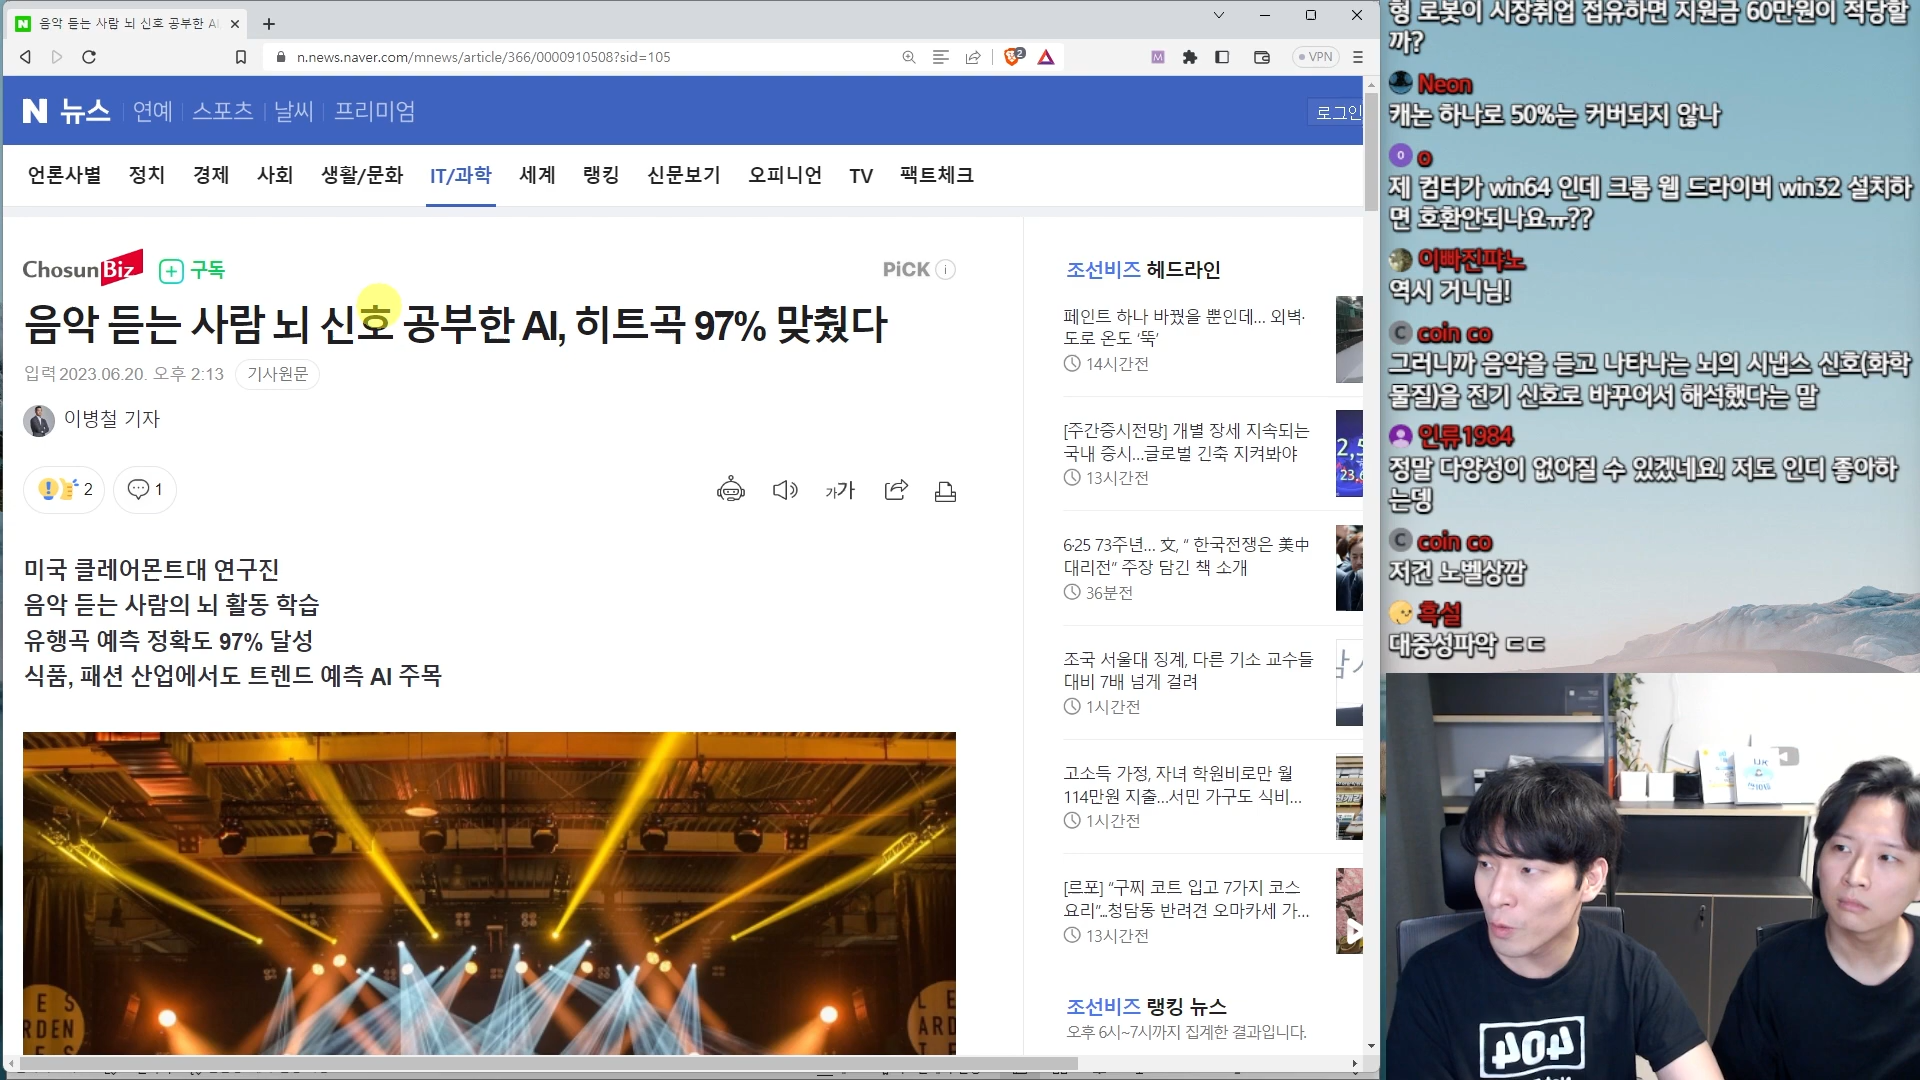 음악 듣는 사람 뇌 신호 공부한 AI
n.news.naver.com/mnews/article/366/0000910508?sid=105
2
M
VPN
N 뉴스 연예 스포츠 날씨 프리미엄
로그인
언론사별 정치 경제 사회 생활/문화 IT/과학 세계 랭킹 신문보기 오피니언 TV 팩트체크
ChosunBiz 구독
PiCK
음악 듣는 사람 뇌 신호 공부한 AI, 히트곡 97% 맞췄다
입력 2023.06.20. 오후 2:13 기사원문
이병철 기자
2 1
가가
미국 클레어몬트대 연구진
음악 듣는 사람의 뇌 활동 학습
유행곡 예측 정확도 97% 달성
식품, 패션 산업에서도 트렌드 예측 AI 주목
조선비즈 헤드라인
페인트 하나 바꿨을 뿐인데… 외벽·
도로 온도 ‘뚝’
14시간전
[주간증시전망] 개별 장세 지속되는
국내 증시…글로벌 긴축 지켜봐야
13시간전
6·25 73주년… 文, “ 한국전쟁은 美中
대리전” 주장 담긴 책 소개
36분전
조국 서울대 징계, 다른 기소 교수들
대비 7배 넘게 걸려
1시간전
고소득 가정, 자녀 학원비로만 월
114만원 지출…서민 가구도 식비…
1시간전
[르포] “구찌 코트 입고 7가지 코스
요리”…청담동 반려견 오마카세 가…
13시간전
조선비즈 랭킹 뉴스
오후 6시~7시까지 집계한 결과입니다.
형 로봇이 시장취업 접유하면 지원금 60만원이 적당할
까?
Neon
캐논 하나로 50%는 커버되지 않나
o
제 컴터가 win64 인데 크롬 웹 드라이버 win32 설치하
면 호환안되나요ㅠ??
이빠진퍄노
역시 거니님!
coin co
그러니까 음악을 듣고 나타나는 뇌의 시냅스 신호(화학
물질)을 전기 신호로 바꾸어서 해석했다는 말
인류1984
정말 다양성이 없어질 수 있겠네요! 저도 인디 좋아하
는뎅
coin co
저건 노벨상깜
흑설
대중성파악 ㄷㄷ
404